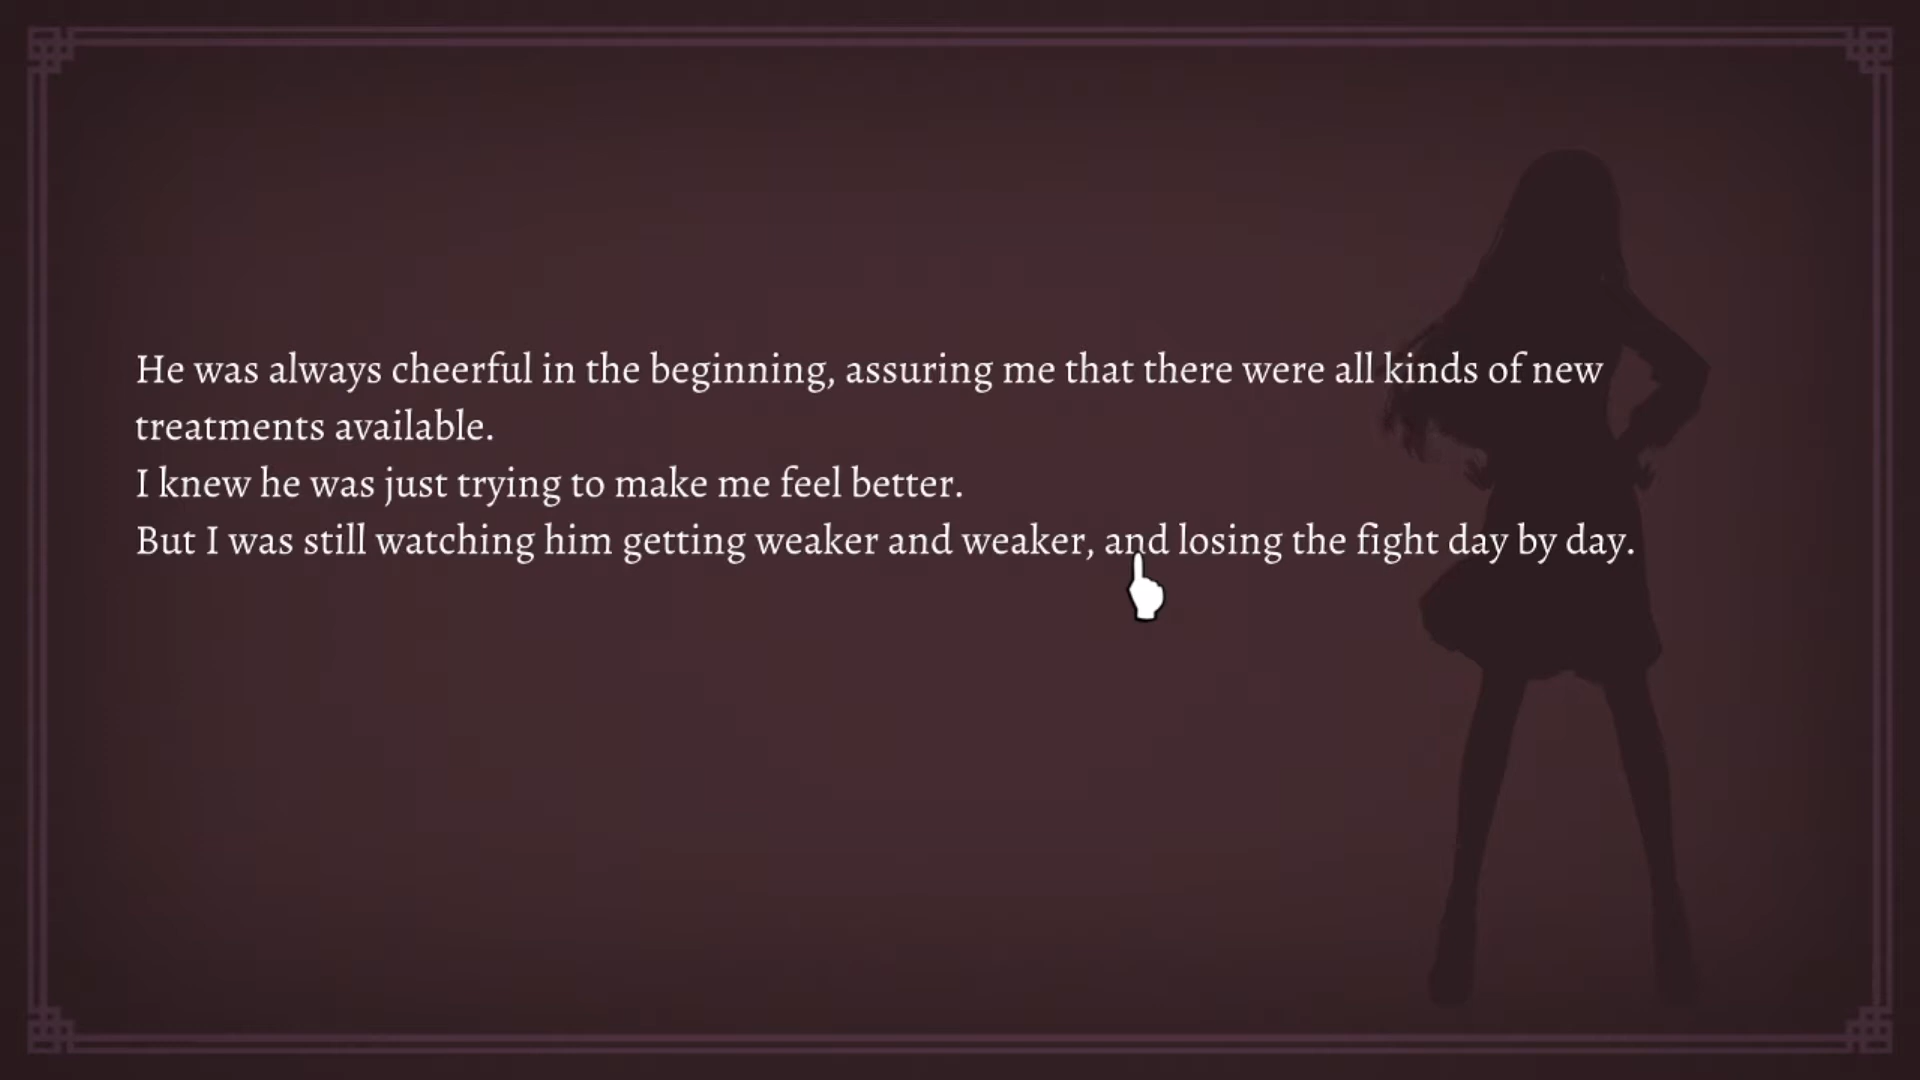 He was always cheerful in the beginning, assuring me that there were all kinds of new
treatments available.
I knew he was just trying to make me feel better.
But I was still watching him getting weaker and weaker, and losing the fight day by day.